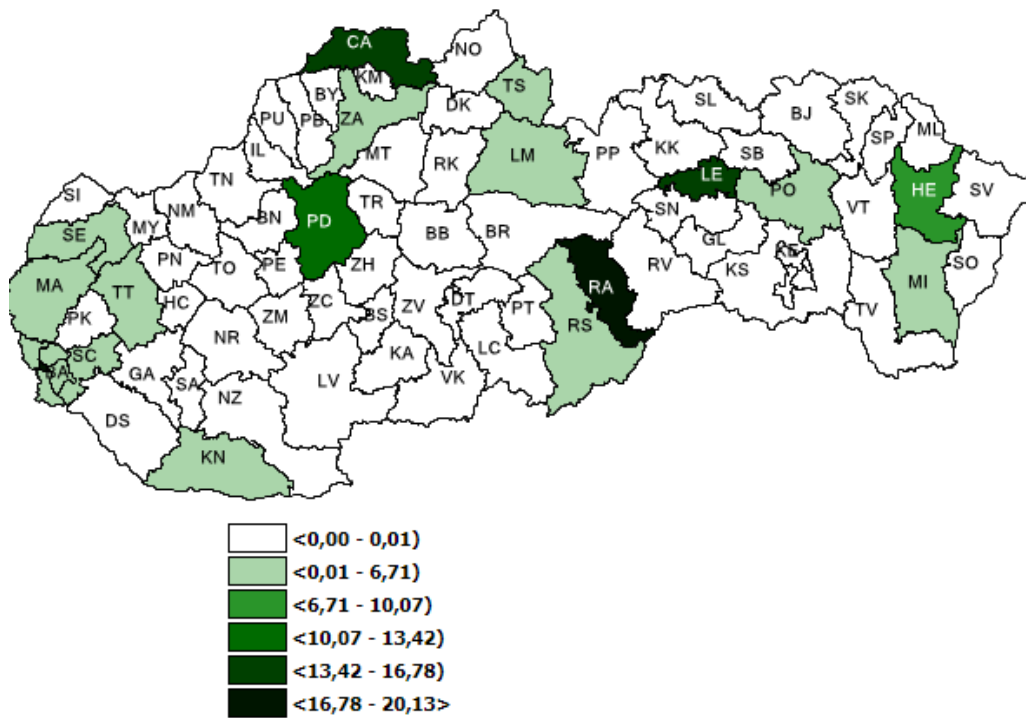 CA
NO
KM
TS
BY
PU
PB
ZA
DK
SL
BJ
SK
SP
ML
IL
MT
RK
LM
PP
KK
SB
LE
PO
HE
SV
TN
SI
MY
NM
BN
PD
TR
SN
VT
SE
BB
BR
GL
PN
TO
PE
ZH
RV
KS
KE
SO
MA
TT
HC
MI
RA
PK
ZM
ZC
BS
ZV
DT
PT
RS
TV
NR
SC
BA
KA
LC
GA
SA
NZ
LV
VK
DS
KN
<0,00 - 0,01)
<0,01 - 6,71)
<6,71 - 10,07)
<10,07 - 13,42)
<13,42 - 16,78)
<16,78 - 20,13>